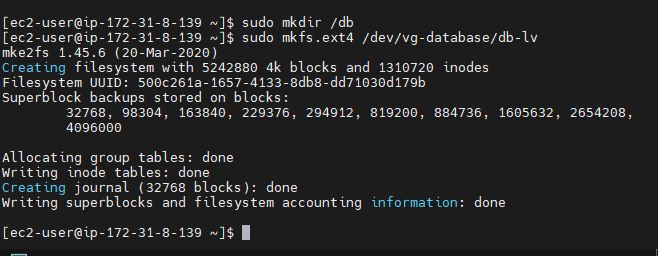 [ec2-user@ip-172-31-8-139 ~]$ sudo mkdir /db
[ec2-user@ip-172-31-8-139 ~]$ sudo mkfs.ext4 /dev/vg-database/db-lv
mke2fs 1.45.6 (20-Mar-2020)
Creating filesystem with 5242880 4k blocks and 1310720 inodes
Filesystem UUID: 500c261a-1657-4133-8db8-dd71030d179b
Superblock backups stored on blocks:
        32768, 98304, 163840, 229376, 294912, 819200, 884736, 1605632, 2654208,
        4096000
Allocating group tables: done
Writing inode tables: done
Creating journal (32768 blocks): done
Writing superblocks and filesystem accounting information: done
[ec2-user@ip-172-31-8-139 ~]$